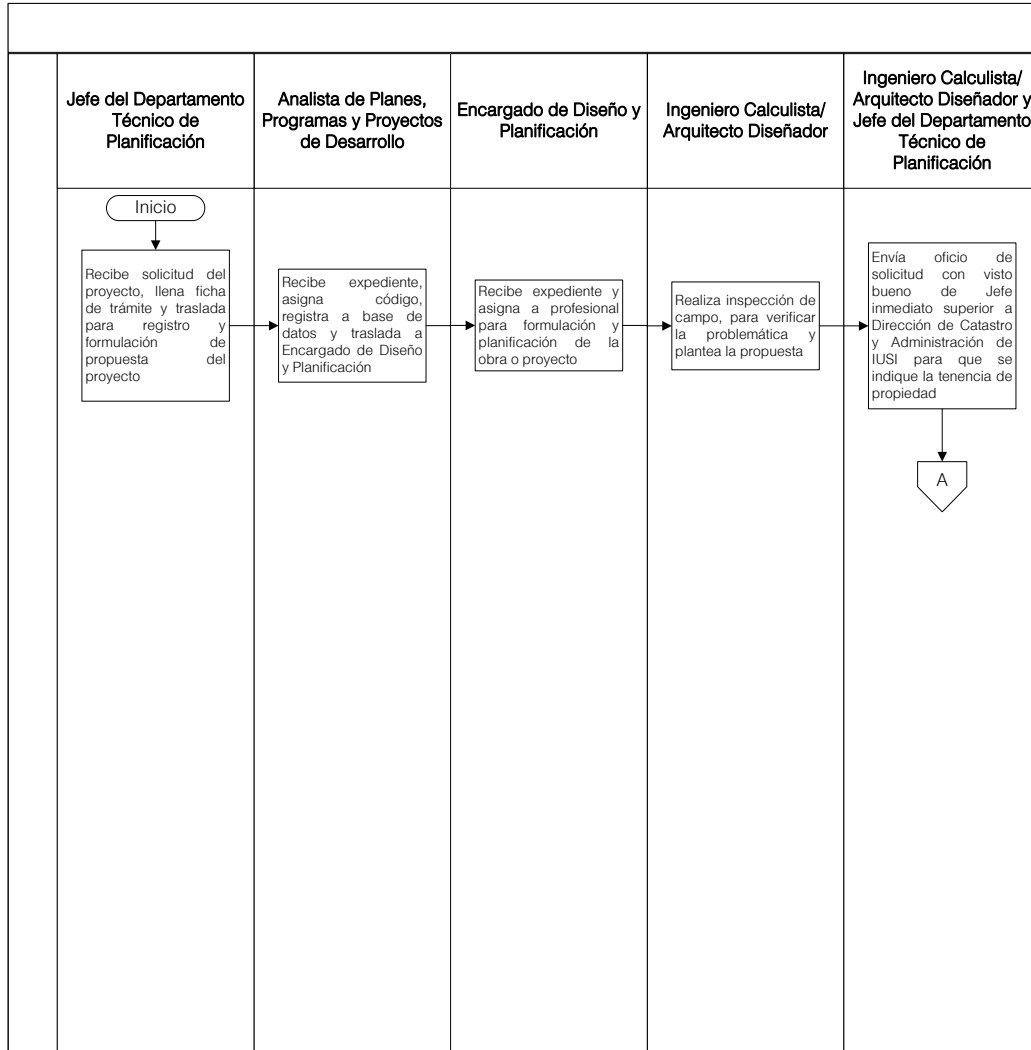 Jefe del Departamento
Técnico de
Planificación
Analista de Planes,
Programas y Proyectos
de Desarrollo
Encargado de Diseño y
Planificación
Ingeniero Calculista/
Arquitecto Diseñador
Ingeniero Calculista/
Arquitecto Diseñador y
Jefe del Departamento
Técnico de
Planificación
Inicio
Recibe solicitud del
proyecto, llena ficha
de trámite y traslada
para registro y
formulación de
propuesta del
proyecto
Recibe expediente,
asigna código,
registra a base de
datos y traslada a
Encargado de Diseño
y Planificación
Recibe expediente y
asigna a profesional
para formulación y
planificación de la
obra o proyecto
Realiza inspección de
campo, para verificar
la problemática y
plantea la propuesta
Envía oficio de
solicitud con visto
bueno de Jefe
inmediato superior a
Dirección de Catastro
y Administración de
IUSI para que se
indique la tenencia de
propiedad
A